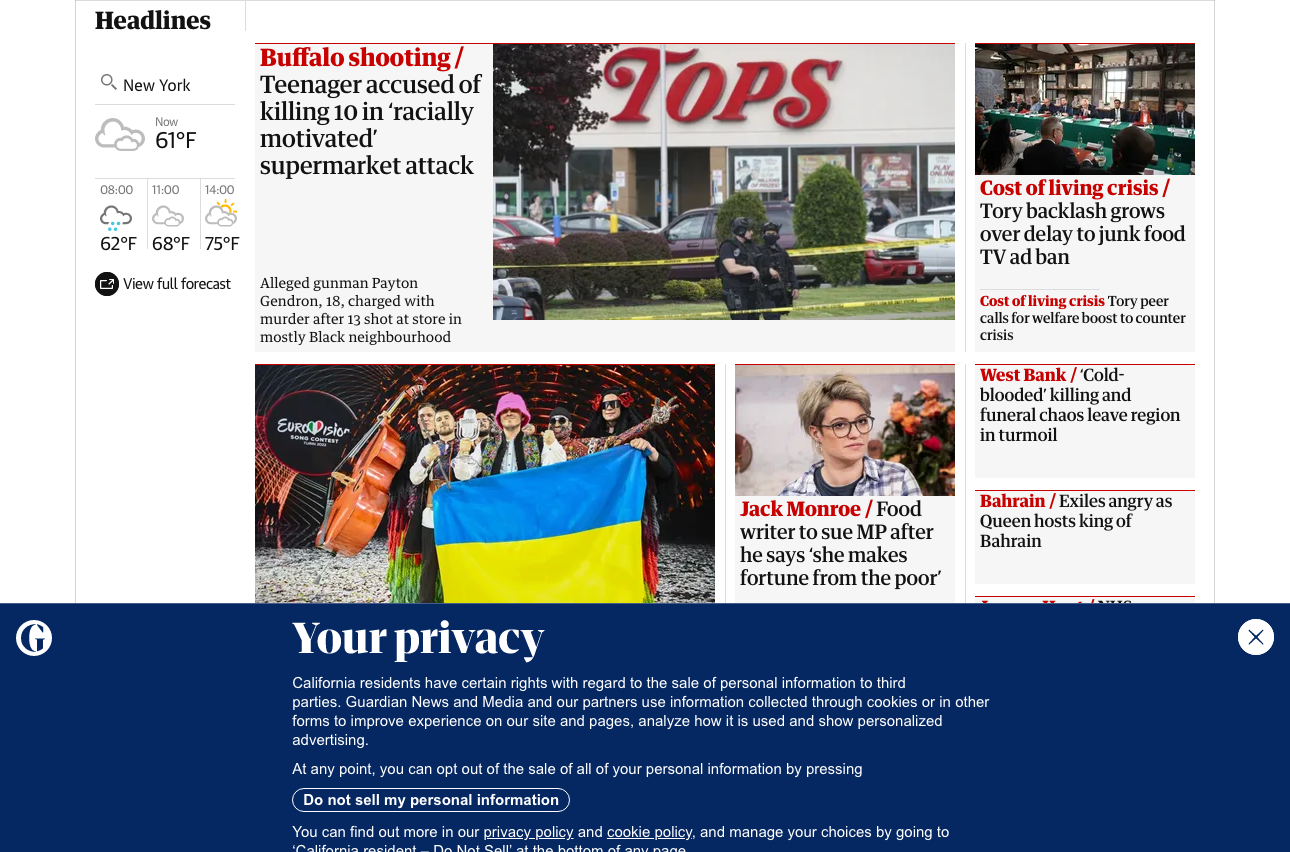 Headlines
New York
Now
61°F
08:00
11:00
14:00
62°F
68°F
75°F
View full forecast
Buffalo shooting /
Teenager accused of
killing 10 in ‘racially
motivated’
supermarket attack
Alleged gunman Payton
Gendron, 18, charged with
murder after 13 shot at store in
mostly Black neighbourhood
TOPS
Cost of living crisis /
Tory backlash grows
over delay to junk food
TV ad ban
Cost of living crisis Tory peer
calls for welfare boost to counter
crisis
EUROVISION
SONG CONTEST
TURIN 2022
Jack Monroe / Food
writer to sue MP after
he says ‘she makes
fortune from the poor’
West Bank / ‘Cold-
blooded’ killing and
funeral chaos leave region
in turmoil
Bahrain / Exiles angry as
Queen hosts king of
Bahrain
G
Your privacy
California residents have certain rights with regard to the sale of personal information to third
parties. Guardian News and Media and our partners use information collected through cookies or in other
forms to improve experience on our site and pages, analyze how it is used and show personalized
advertising.
At any point, you can opt out of the sale of all of your personal information by pressing
Do not sell my personal information
You can find out more in our privacy policy and cookie policy, and manage your choices by going to
‘California resident – Do Not Sell’ at the bottom of any page.